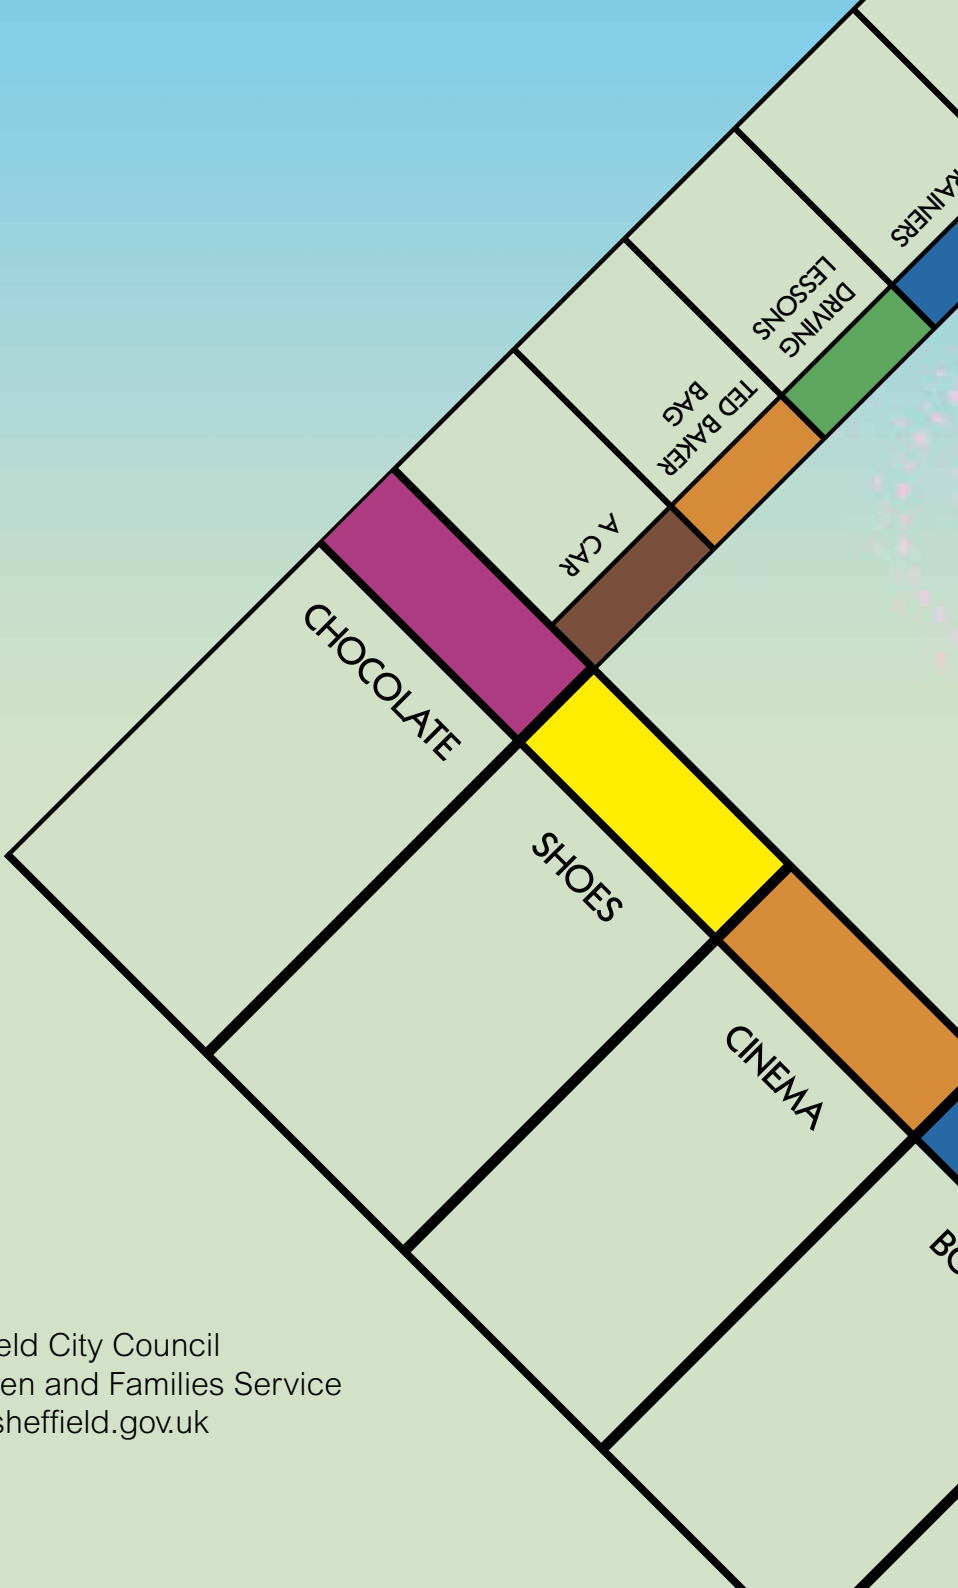 RAINERS
DRIVING
LESSONS
TED BAKER
BAG
A CAR
CHOCOLATE
SHOES
CINEMA
eld City Council
en and Families Service
sheffield.gov.uk